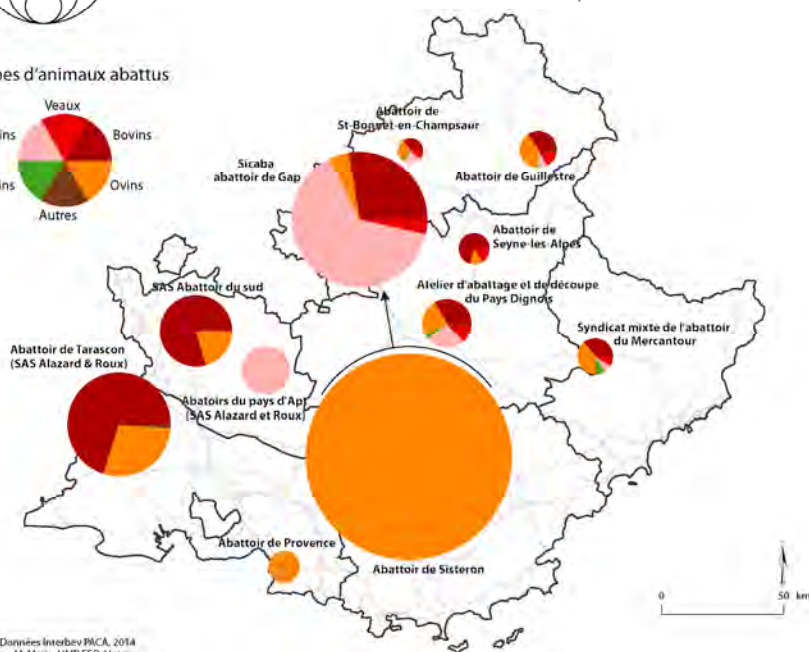 d'animaux abattus
Veaux
Bovins
Ovins
Autres
Abattoir de
St-Bonnet-en-Champsaur
Sicaba
abattoir de Gap
Abattoir de Guillestre
Abattoir de
Seyne-les-Alpes
Atelier d'abattage et de découpe
du Pays Dignois
SAS Abattoir du sud
Syndicat mixte de l'abattoir
du Mercantour
Abattoir de Tarascon
(SAS Alazard & Roux)
Abatoirs du pays d'Apt
(SAS Alazard et Roux)
Abattoir de Provence
Abattoir de Sisteron
0 50 km
Données Interbev PACA, 2014